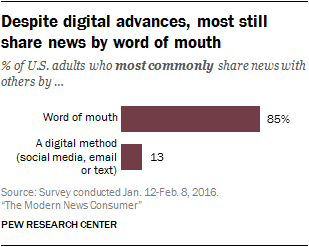 Despite digital advances, most still
share news by word of mouth
% of U.S. adults who most commonly share news with
others by ...
Word of mouth
85%
A digital method
(social media, email
or text)
13
Source: Survey conducted Jan. 12-Feb. 8, 2016.
“The Modern News Consumer”
PEW RESEARCH CENTER